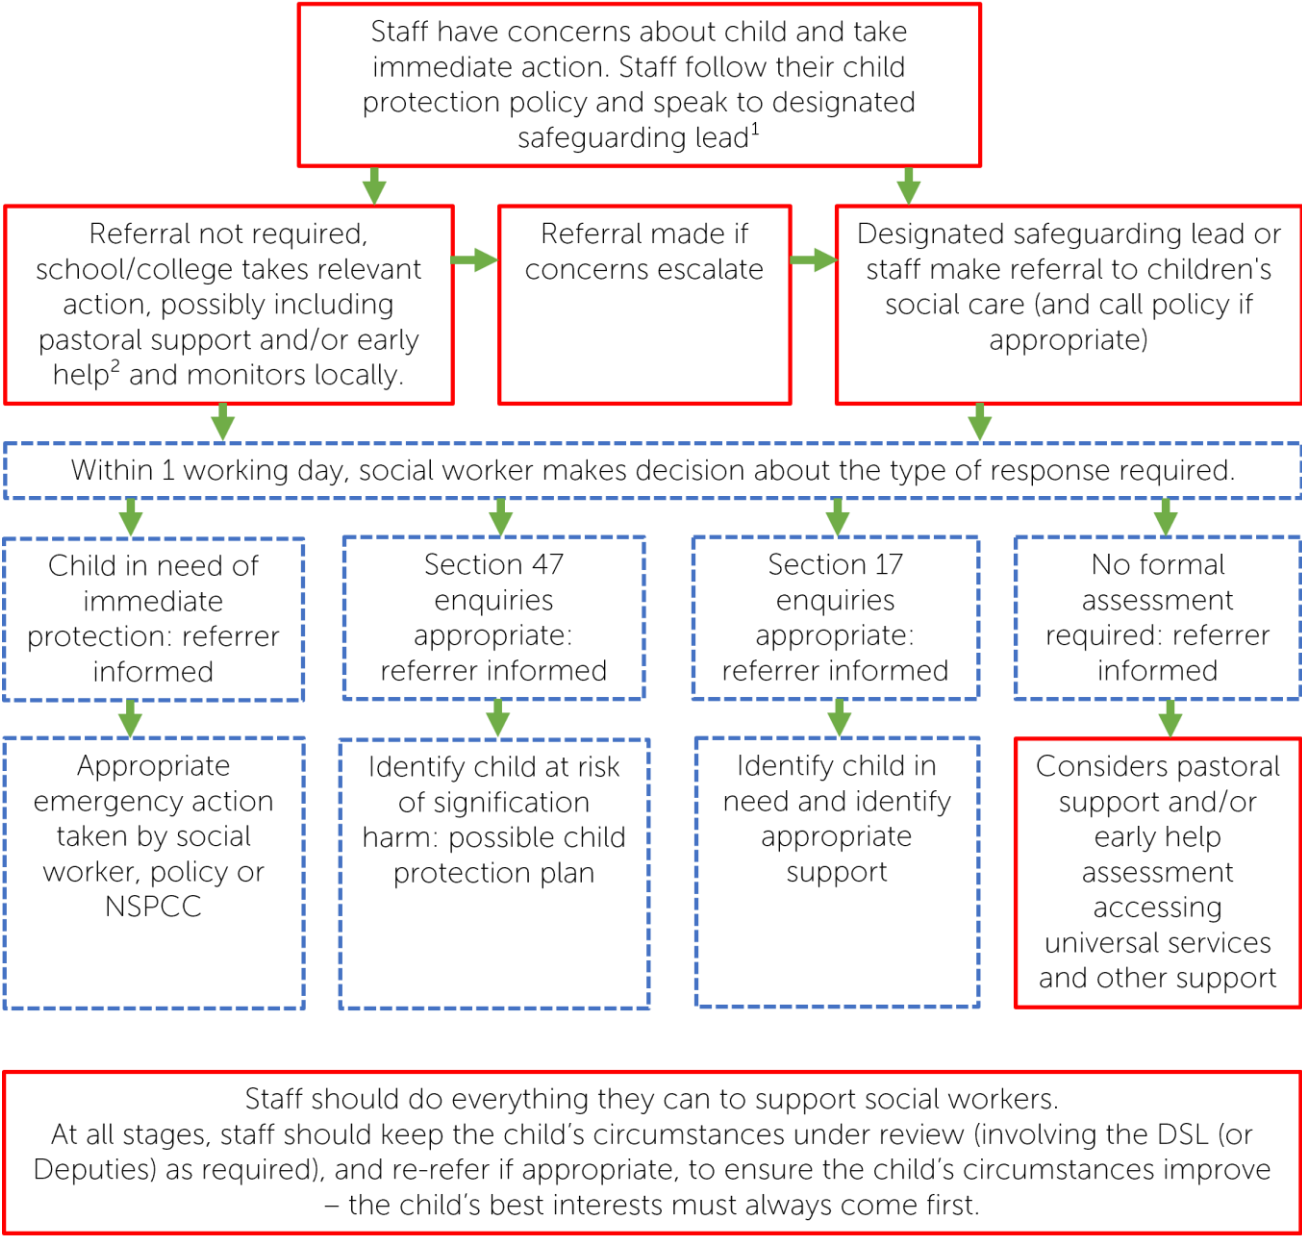 Staff have concerns about child and take
immediate action. Staff follow their child
protection policy and speak to designated
safeguarding lead1
Referral not required,
school/college takes relevant
action, possibly including
pastoral support and/or early
help2 and monitors locally.
Referral made if
concerns escalate
Designated safeguarding lead or
staff make referral to children's
social care (and call policy if
appropriate)
Within 1 working day, social worker makes decision about the type of response required.
Child in need of
immediate
protection: referrer
informed
Section 47
enquiries
appropriate:
referrer informed
Section 17
enquiries
appropriate:
referrer informed
No formal
assessment
required: referrer
informed
Appropriate
emergency action
taken by social
worker, policy or
NSPCC
Identify child at risk
of signification
harm: possible child
protection plan
Identify child in
need and identify
appropriate
support
Considers pastoral
support and/or
early help
assessment
accessing
universal services
and other support
Staff should do everything they can to support social workers.
At all stages, staff should keep the child’s circumstances under review (involving the DSL (or
Deputies) as required), and re-refer if appropriate, to ensure the child’s circumstances improve
– the child’s best interests must always come first.